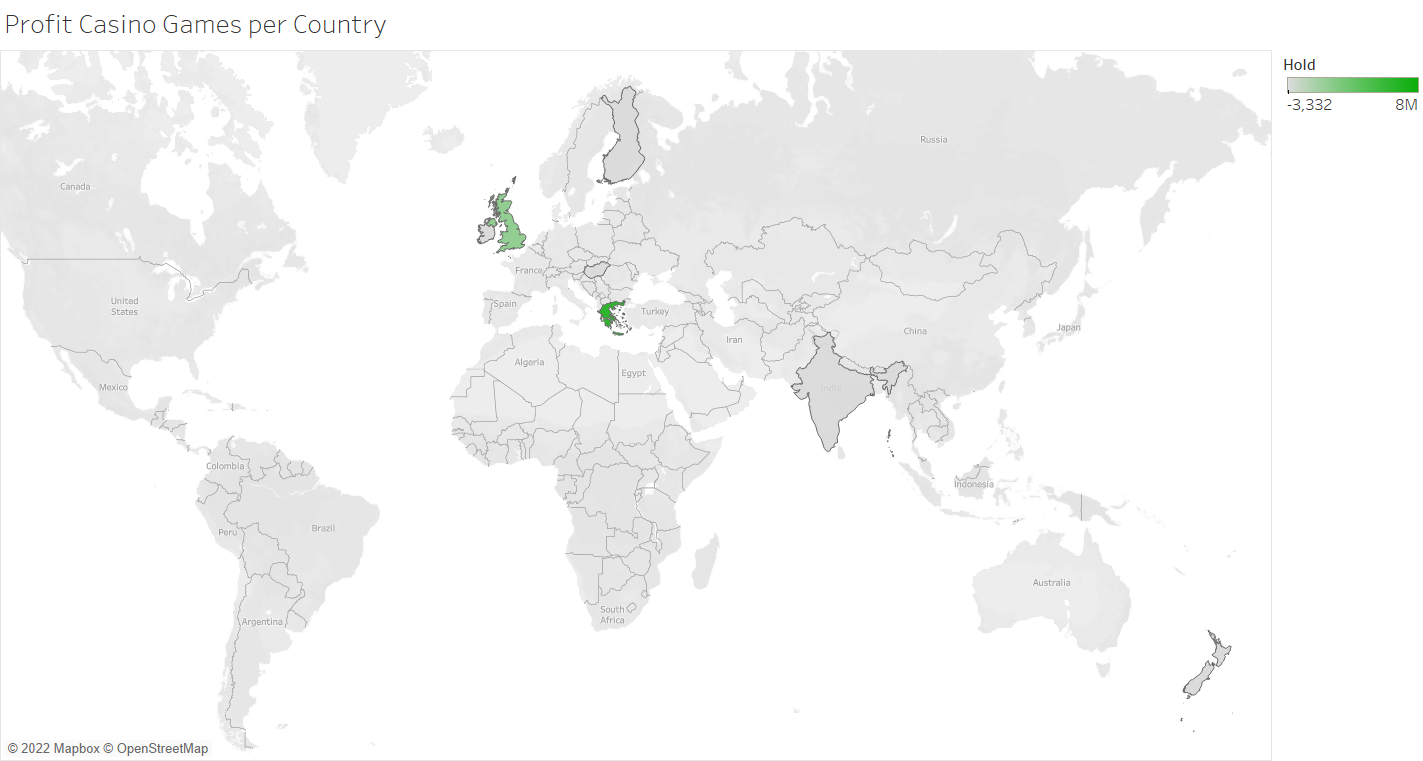 Profit Casino Games per Country
Hold
-3,332 8M
Russia
Canada
France
United
States
Spain
Turkey
China
Japan
Iran
Algeria
Egypt
Mexico
India
Colombia
Indonesia
Peru
Brazil
Australia
South
Africa
Argentina
© 2022 Mapbox © OpenStreetMap